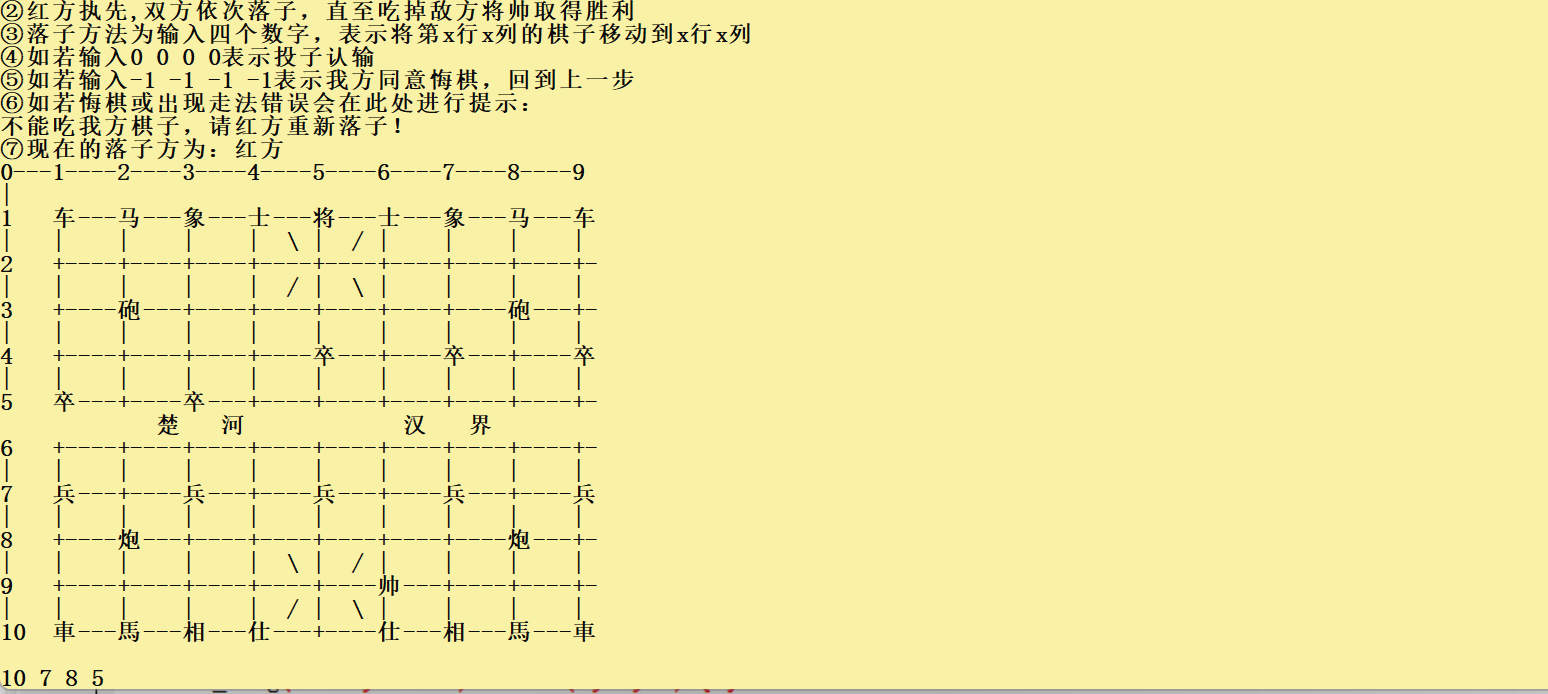 ②红方执先,双方依次落子，直至吃掉敌方将帅取得胜利
③落子方法为输入四个数字，表示将第x行x列的棋子移动到x行x列
④如若输入0 0 0 0表示投子认输
⑤如若输入-1 -1 -1 -1表示我方同意悔棋，回到上一步
⑥如若悔棋或出现走法错误会在此处进行提示：
不能吃我方棋子，请红方重新落子！
⑦现在的落子方为：红方
0---1----2----3----4----5----6----7----8----9
|
1   车---马---象---士---将---士---象---马---车
|   |    |    |    |  \ |  / |    |    |    |
2   +----+----+----+----+----+----+----+----+-
|   |    |    |    |  / |  \ |    |    |    |
3   +----砲---+----+----+----+----+----砲---+-
|   |    |    |    |    |    |    |    |    |
4   +----+----+----+----卒---+----卒---+----卒
|   |    |    |    |    |    |    |    |    |
5   卒---+----卒---+----+----+----+----+----+-
楚   河             汉   界
6   +----+----+----+----+----+----+----+----+-
|   |    |    |    |    |    |    |    |    |
7   兵---+----兵---+----兵---+----兵---+----兵
|   |    |    |    |    |    |    |    |    |
8   +----炮---+----+----+----+----+----炮---+-
|   |    |    |    |  \ |  / |    |    |    |
9   +----+----+----+----+----帅---+----+----+-
|   |    |    |    |  / |  \ |    |    |    |
10  車---馬---相---仕---+----仕---相---馬---車
10 7 8 5